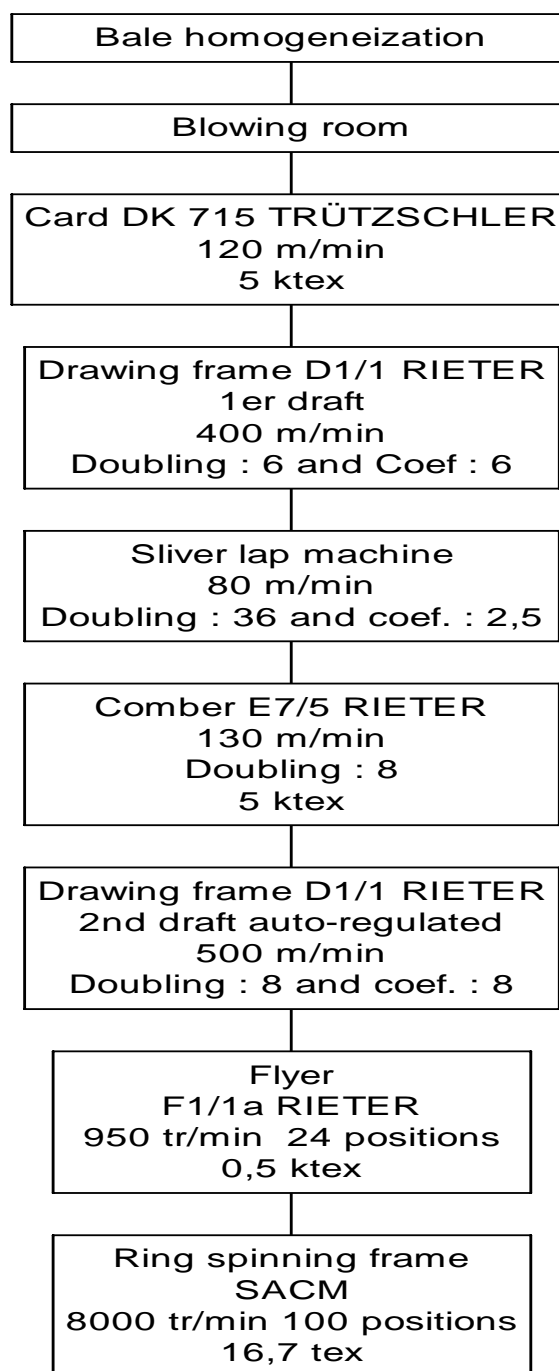 Bale homogeneization
Blowing room
Card DK 715 TRÜTZSCHLER
120 m/min
5 ktex
Drawing frame D1/1 RIETER
1er draft
400 m/min
Doubling : 6 and Coef : 6
Sliver lap machine
80 m/min
Doubling : 36 and coef. : 2,5
Comber E7/5 RIETER
130 m/min
Doubling : 8
5 ktex
Drawing frame D1/1 RIETER
2nd draft auto-regulated
500 m/min
Doubling : 8 and coef. : 8
Flyer
F1/1a RIETER
950 tr/min 24 positions
0,5 ktex
Ring spinning frame
SACM
8000 tr/min 100 positions
16,7 tex